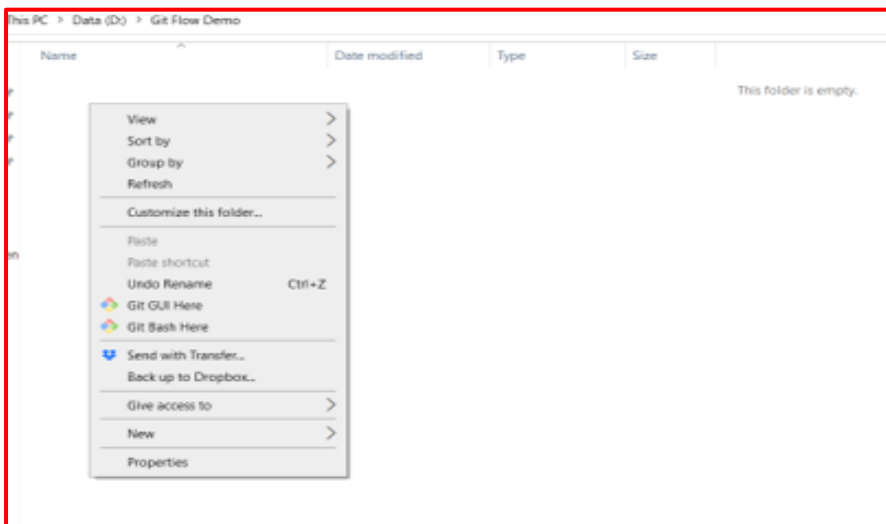 This PC > Data (D:) > Git Flow Demo
Name Date modified Type Size
This folder is empty.
View
Sort by
Group by
Refresh
Customize this folder...
Paste
Paste shortcut
en
Undo Rename Ctrl+Z
Git GUI Here
Git Bash Here
Send with Transfer...
Back up to Dropbox...
Give access to
New
Properties